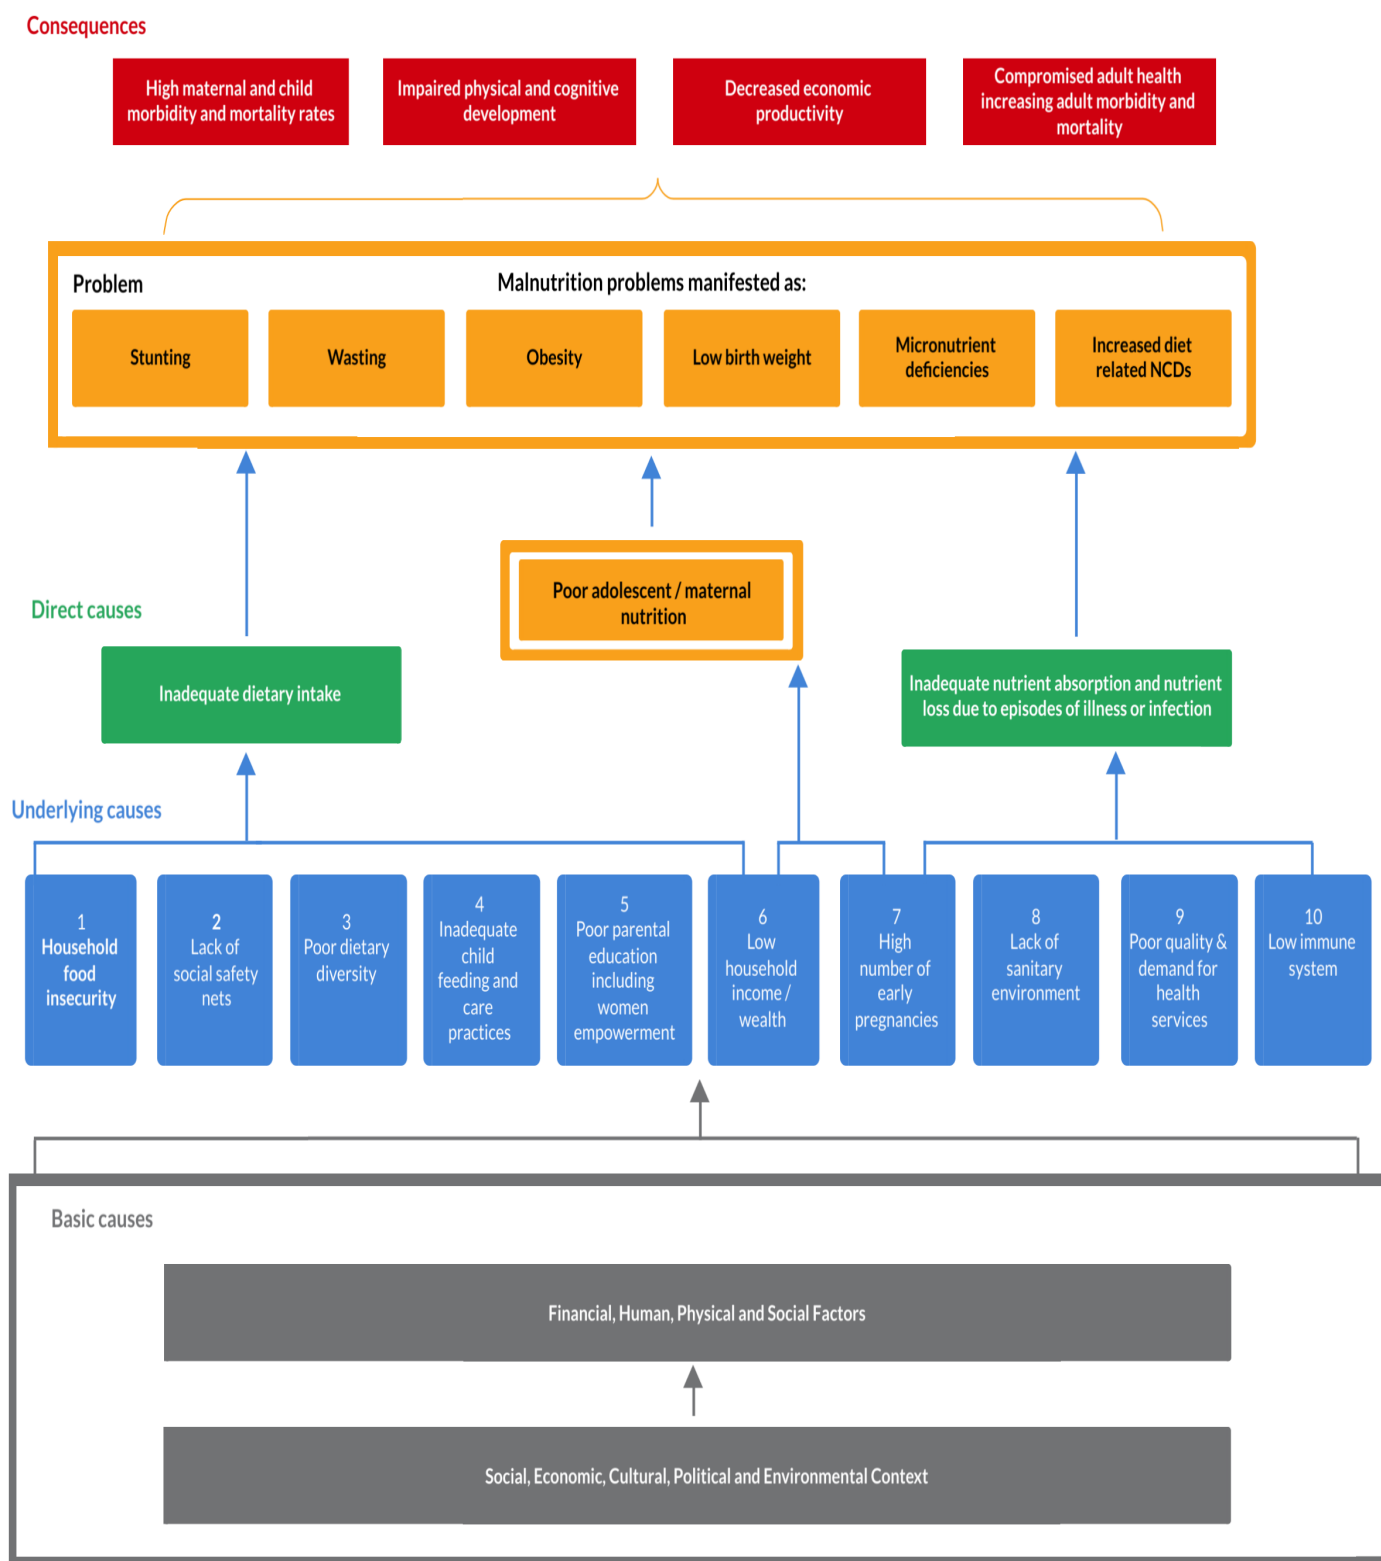 Consequences
High maternal and child
morbidity and mortality rates
Impaired physical and cognitive
development
Decreased economic
productivity
Compromised adult health
increasing adult morbidity and
mortality
Problem
Malnutrition problems manifested as:
Stunting
Wasting
Obesity
Low birth weight
Micronutrient
deficiencies
Increased diet
related NCDs
Poor adolescent / maternal
nutrition
Direct causes
Inadequate dietary intake
Inadequate nutrient absorption and nutrient
loss due to episodes of illness or infection
Underlying causes
1
Household
food
insecurity
2
Lack of
social safety
nets
3
Poor dietary
diversity
4
Inadequate
child
feeding and
care
practices
5
Poor parental
education
including
women
empowerment
6
Low
household
income /
wealth
7
High
number of
early
pregnancies
8
Lack of
sanitary
environment
9
Poor quality &
demand for
health
services
10
Low immune
system
Basic causes
Financial, Human, Physical and Social Factors
Social, Economic, Cultural, Political and Environmental Context